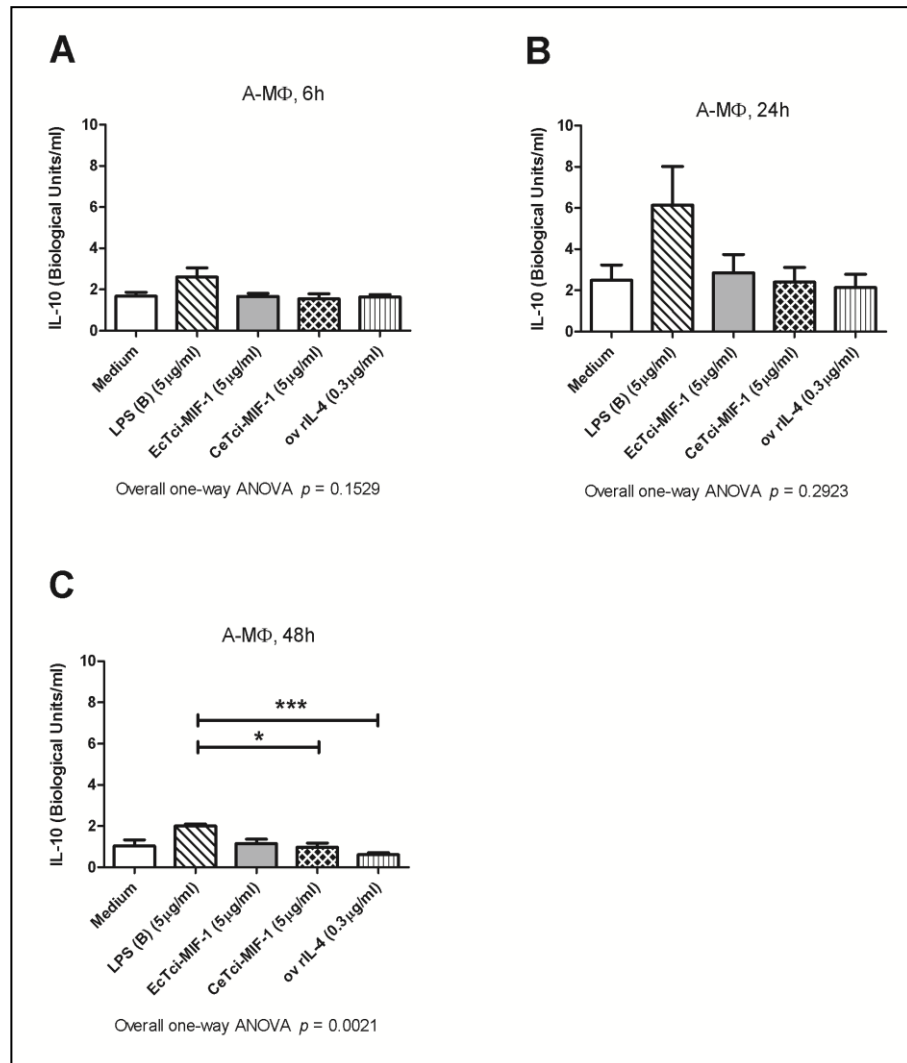 A
A-MΦ, 6h
IL-10 (Biological Units/ml)
10
8
6
4
2
0
Medium
LPS (B) (5µg/ml)
EcTci-MIF-1 (5µg/ml)
CeTci-MIF-1 (5µg/ml)
ov rIL-4 (0.3µg/ml)
Overall one-way ANOVA p = 0.1529
B
A-MΦ, 24h
IL-10 (Biological Units/ml)
10
8
6
4
2
0
Medium
LPS (B) (5µg/ml)
EcTci-MIF-1 (5µg/ml)
CeTci-MIF-1 (5µg/ml)
ov rIL-4 (0.3µg/ml)
Overall one-way ANOVA p = 0.2923
C
A-MΦ, 48h
IL-10 (Biological Units/ml)
10
8
6
4
2
0
***
*
Medium
LPS (B) (5µg/ml)
EcTci-MIF-1 (5µg/ml)
CeTci-MIF-1 (5µg/ml)
ov rIL-4 (0.3µg/ml)
Overall one-way ANOVA p = 0.0021